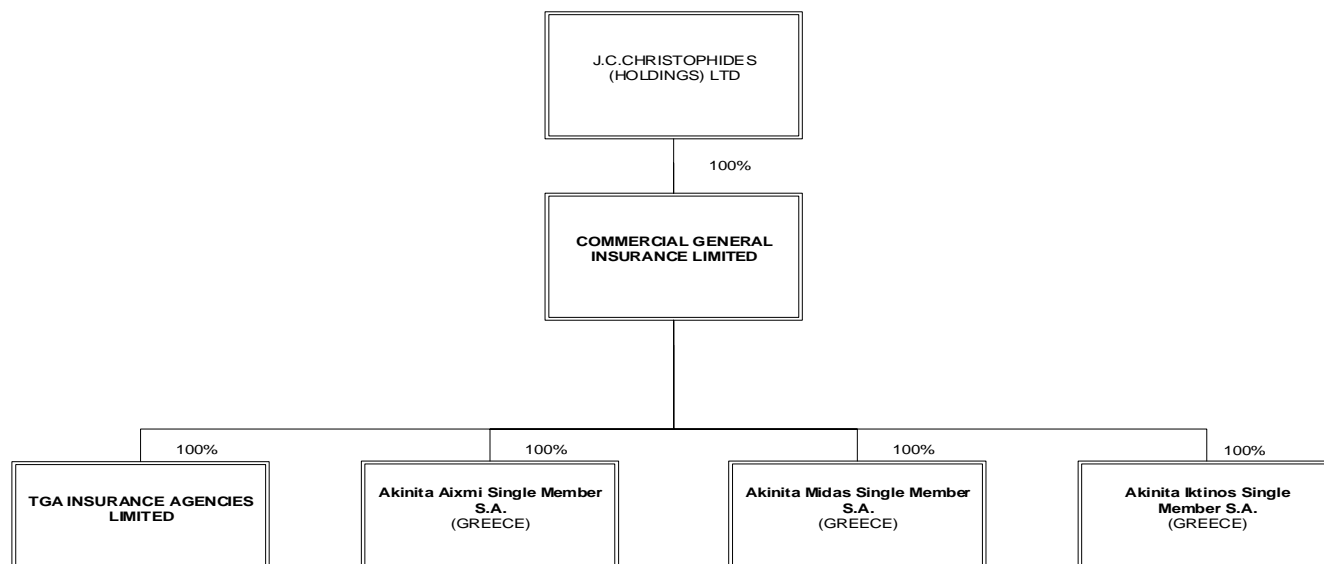 J.C.CHRISTOPHIDES
(HOLDINGS) LTD
100%
COMMERCIAL GENERAL
INSURANCE LIMITED
100%
100%
100%
100%
TGA INSURANCE AGENCIES
LIMITED
Akinita Aixmi Single Member
S.A.
(GREECE)
Akinita Midas Single Member
S.A.
(GREECE)
Akinita Iktinos Single
Member S.A.
(GREECE)